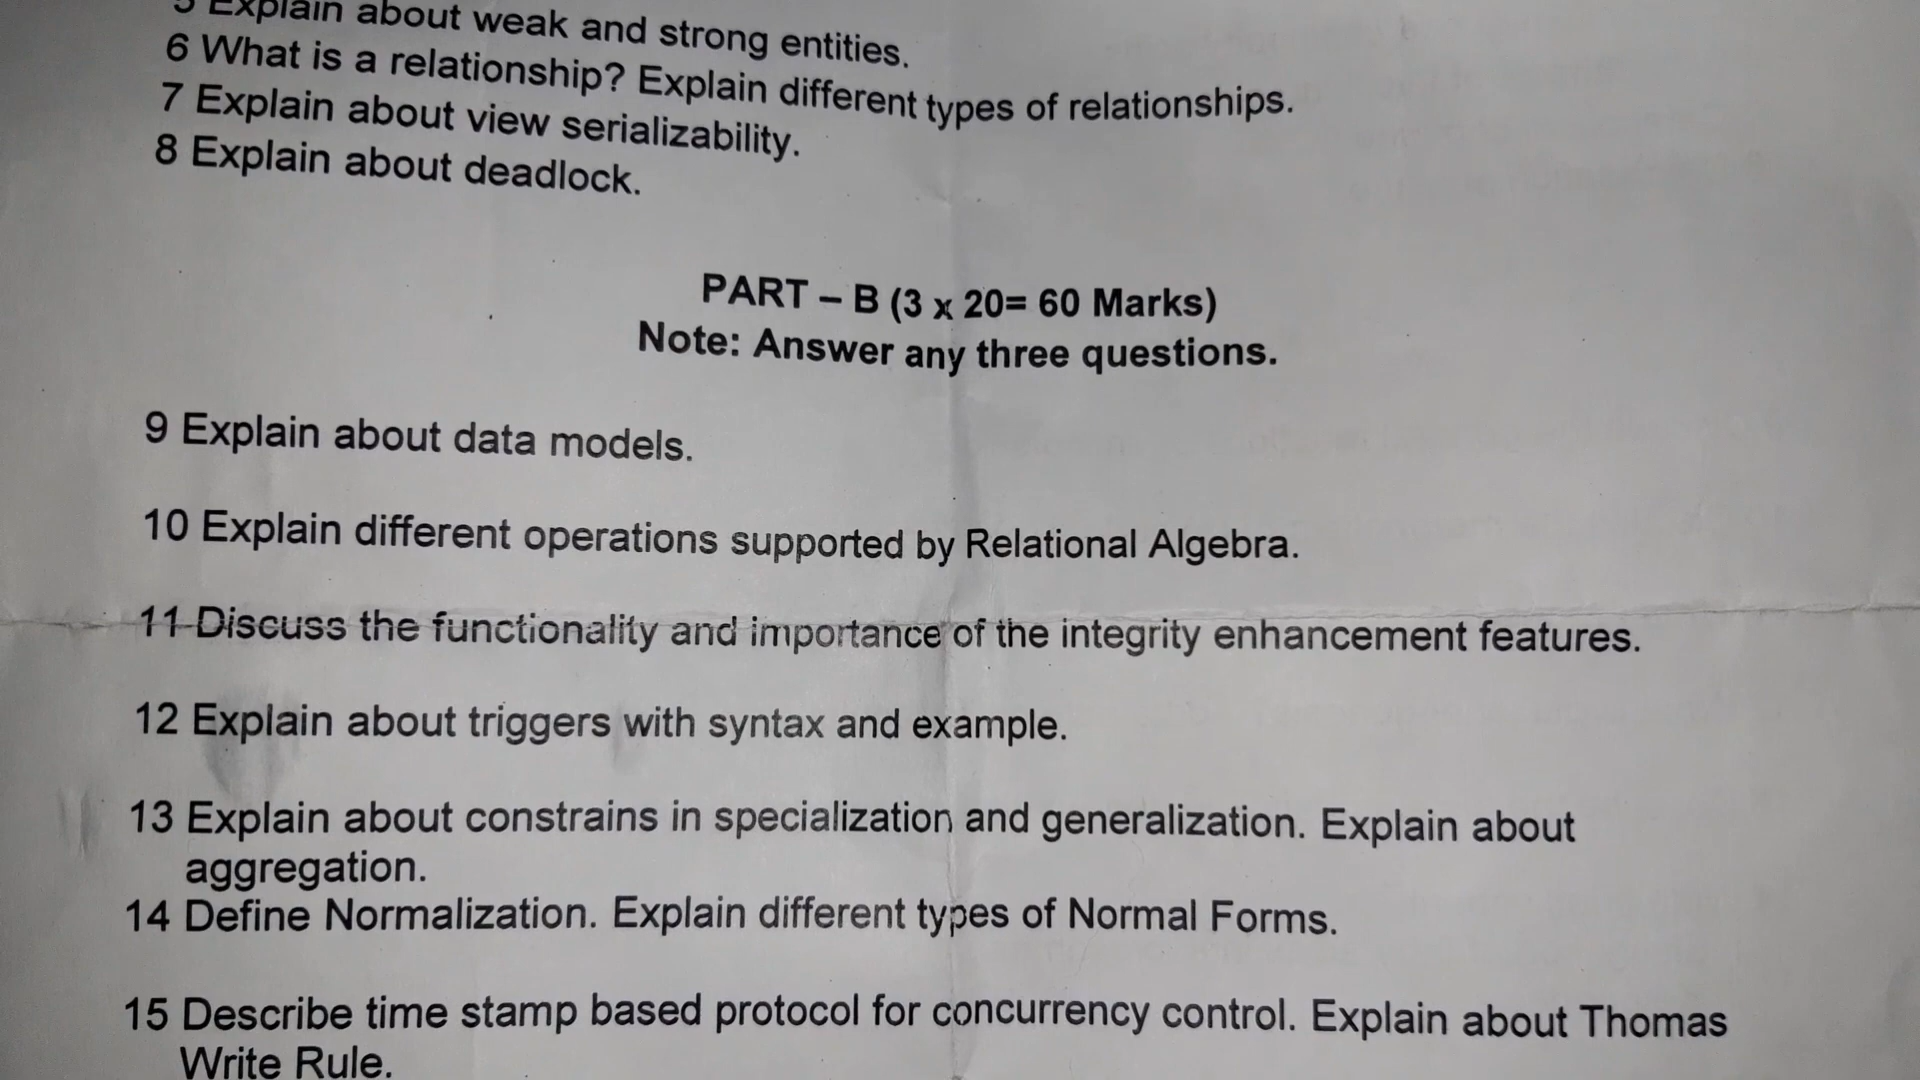 5 Explain about weak and strong entities.
6 What is a relationship? Explain different types of relationships.
7 Explain about view serializability.
8 Explain about deadlock.
PART – B (3 x 20= 60 Marks)
Note: Answer any three questions.
9 Explain about data models.
10 Explain different operations supported by Relational Algebra.
11 Discuss the functionality and importance of the integrity enhancement features.
12 Explain about triggers with syntax and example.
13 Explain about constrains in specialization and generalization. Explain about
aggregation.
14 Define Normalization. Explain different types of Normal Forms.
15 Describe time stamp based protocol for concurrency control. Explain about Thomas
Write Rule.